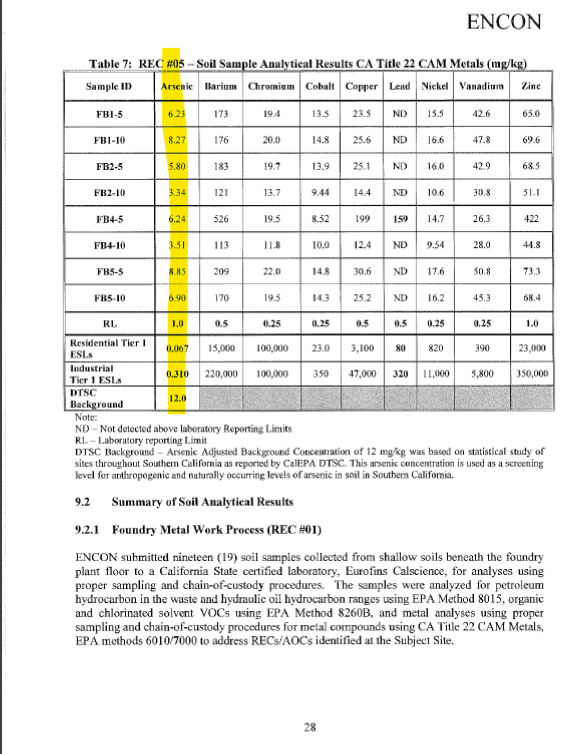 ENCON
Table 7: REC #05 – Soil Sample Analytical Results CA Title 22 CAM Metals (mg/kg)
Sample ID Arsenic Barium Chromium Cobalt Copper Lead Nickel Vanadium Zinc
FB1-5 6.23 173 19.4 13.5 23.5 ND 15.5 42.6 65.0
FB1-10 8.27 176 20.0 14.8 25.6 ND 16.6 47.8 69.6
FB2-5 5.80 183 19.7 13.9 25.1 ND 16.0 42.9 68.5
FB2-10 3.34 121 13.7 9.44 14.4 ND 10.6 30.8 51.1
FB4-5 6.24 526 19.5 8.52 199 159 14.7 26.3 422
FB4-10 3.51 113 11.8 10.0 12.4 ND 9.54 28.0 44.8
FB5-5 8.85 209 22.0 14.8 30.6 ND 17.6 50.8 73.3
FB5-10 6.90 170 19.5 14.3 25.2 ND 16.2 45.3 68.4
RL 1.0 0.5 0.25 0.25 0.5 0.5 0.25 0.25 1.0
Residential Tier 1
ESLs 0.067 15,000 100,000 23.0 3,100 80 820 390 23,000
Industrial
Tier 1 ESLs 0.310 220,000 100,000 350 47,000 320 11,000 5,800 350,000
DTSC
Background 12.0
Note:
ND – Not detected above laboratory Reporting Limits
RL – Laboratory reporting Limit
DTSC Background – Arsenic Adjusted Background Concentration of 12 mg/kg was based on statistical study of
sites throughout Southern California as reported by CalEPA DTSC. This arsenic concentration is used as a screening
level for anthropogenic and naturally occurring levels of arsenic in soil in Southern California.
9.2 Summary of Soil Analytical Results
9.2.1 Foundry Metal Work Process (REC #01)
ENCON submitted nineteen (19) soil samples collected from shallow soils beneath the foundry
plant floor to a California State certified laboratory, Eurofins Calscience, for analyses using
proper sampling and chain-of-custody procedures. The samples were analyzed for petroleum
hydrocarbon in the waste and hydraulic oil hydrocarbon ranges using EPA Method 8015, organic
and chlorinated solvent VOCs using EPA Method 8260B, and metal analyses using proper
sampling and chain-of-custody procedures for metal compounds using CA Title 22 CAM Metals,
EPA methods 6010/7000 to address RECs/AOCs identified at the Subject Site.
28